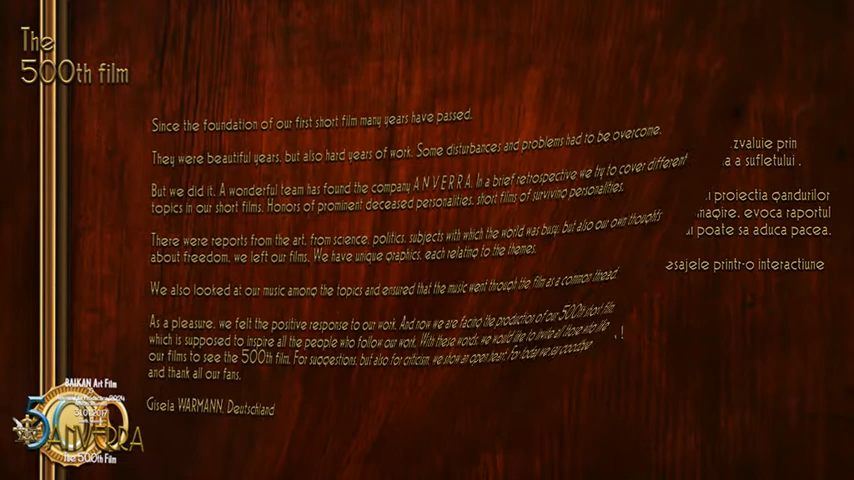 The
500th film
Since the foundation of our first short film many years have passed.
They were beautiful years, but also hard years of work. Some disturbances and problems had to be overcome.
But we did it. A wonderful team has found the company A N V E R R A. In a brief retrospective we try to cover different
topics in our short films. Honors of prominent deceased personalities, short films of surviving personalities.
There were reports from the art, from science, politics, subjects with which the world was busy, but also our own thoughts
about freedom, we left our films. We have unique graphics, each relating to the themes.
We also looked at our music among the topics and ensured that the music went through the film as a common thread.
As a pleasure, we felt the positive response to our work. And now we are facing the production of our 500th short film
which is supposed to inspire all the people who follow our work. With these words, we would like to invite all those who like
our films to see the 500th film. For suggestions, but also for criticism, we show an open heart. For today we say goodbye
and thank all our fans.
Gisela WARMANN, Deutschland
zvaluie prin
a a sufletului .
i proiectia gandurilor
magire, evoca raportul
poate sa aduca pacea.
esajele printr-o interactiune
!
BALKAN Art Film
31.01.2017
500
ANVERRA
500th Film